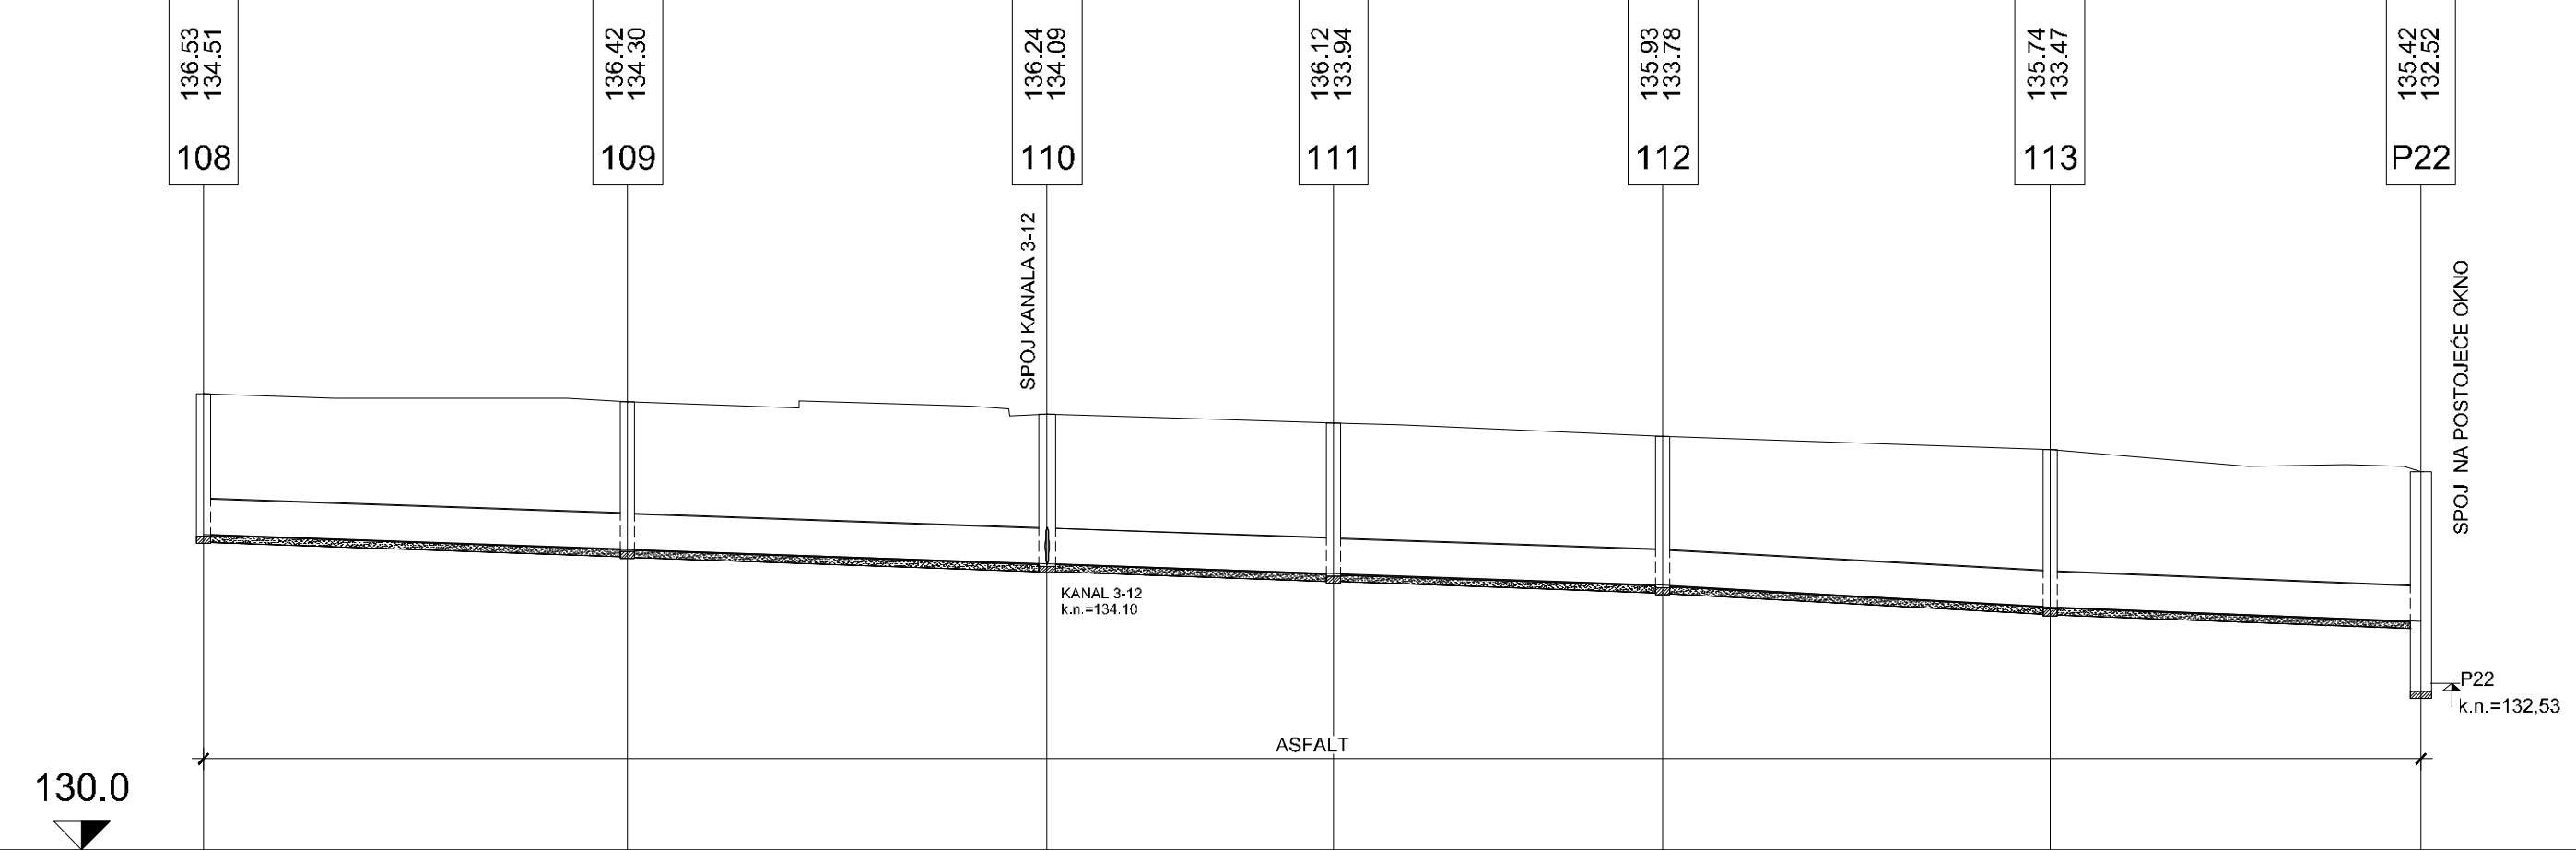 136.53
134.51
108
136.42
134.30
109
136.24
134.09
110
136.12
133.94
111
135.93
133.78
112
135.74
133.47
113
135.42
132.52
P22
SPOJ KANALA 3-12
SPOJ NA POSTOJEĆE OKNO
KANAL 3-12
k.n.=134.10
P22
k.n.=132,53
ASFALT
130.0